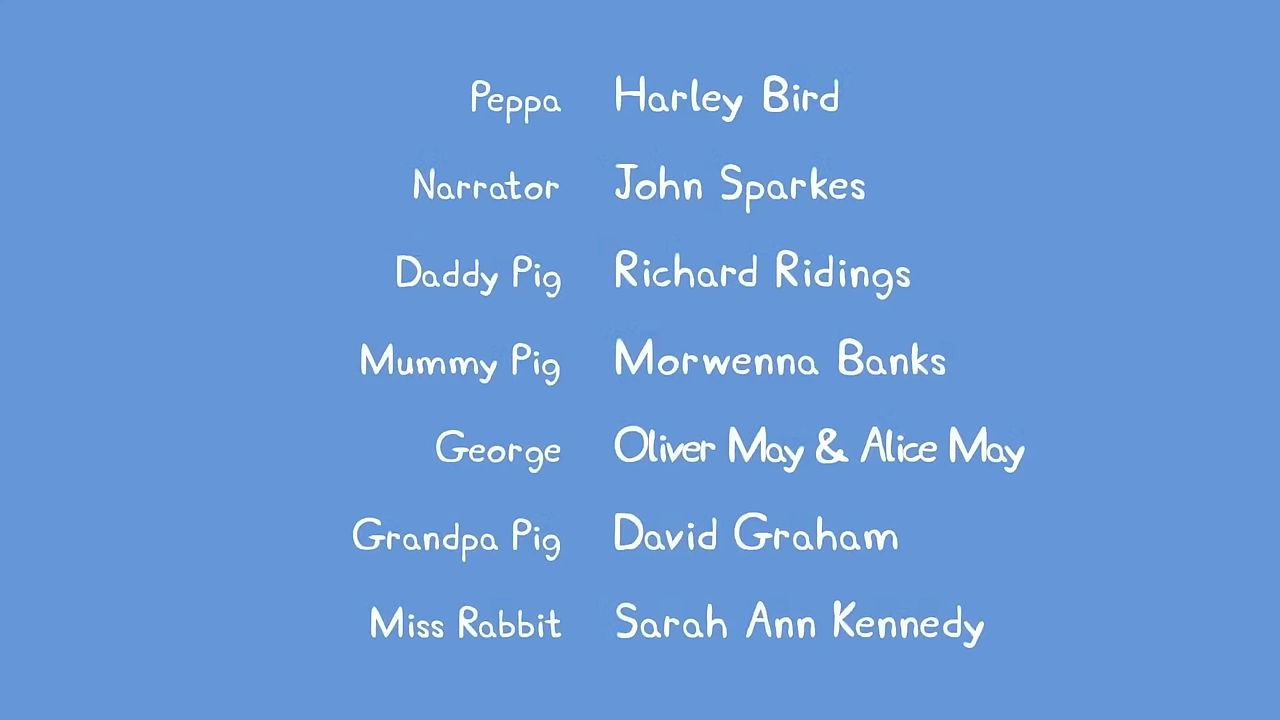 Peppa Harley Bird
Narrator John Sparkes
Daddy Pig Richard Ridings
Mummy Pig Morwenna Banks
George Oliver May & Alice May
Grandpa Pig David Graham
Miss Rabbit Sarah Ann Kennedy